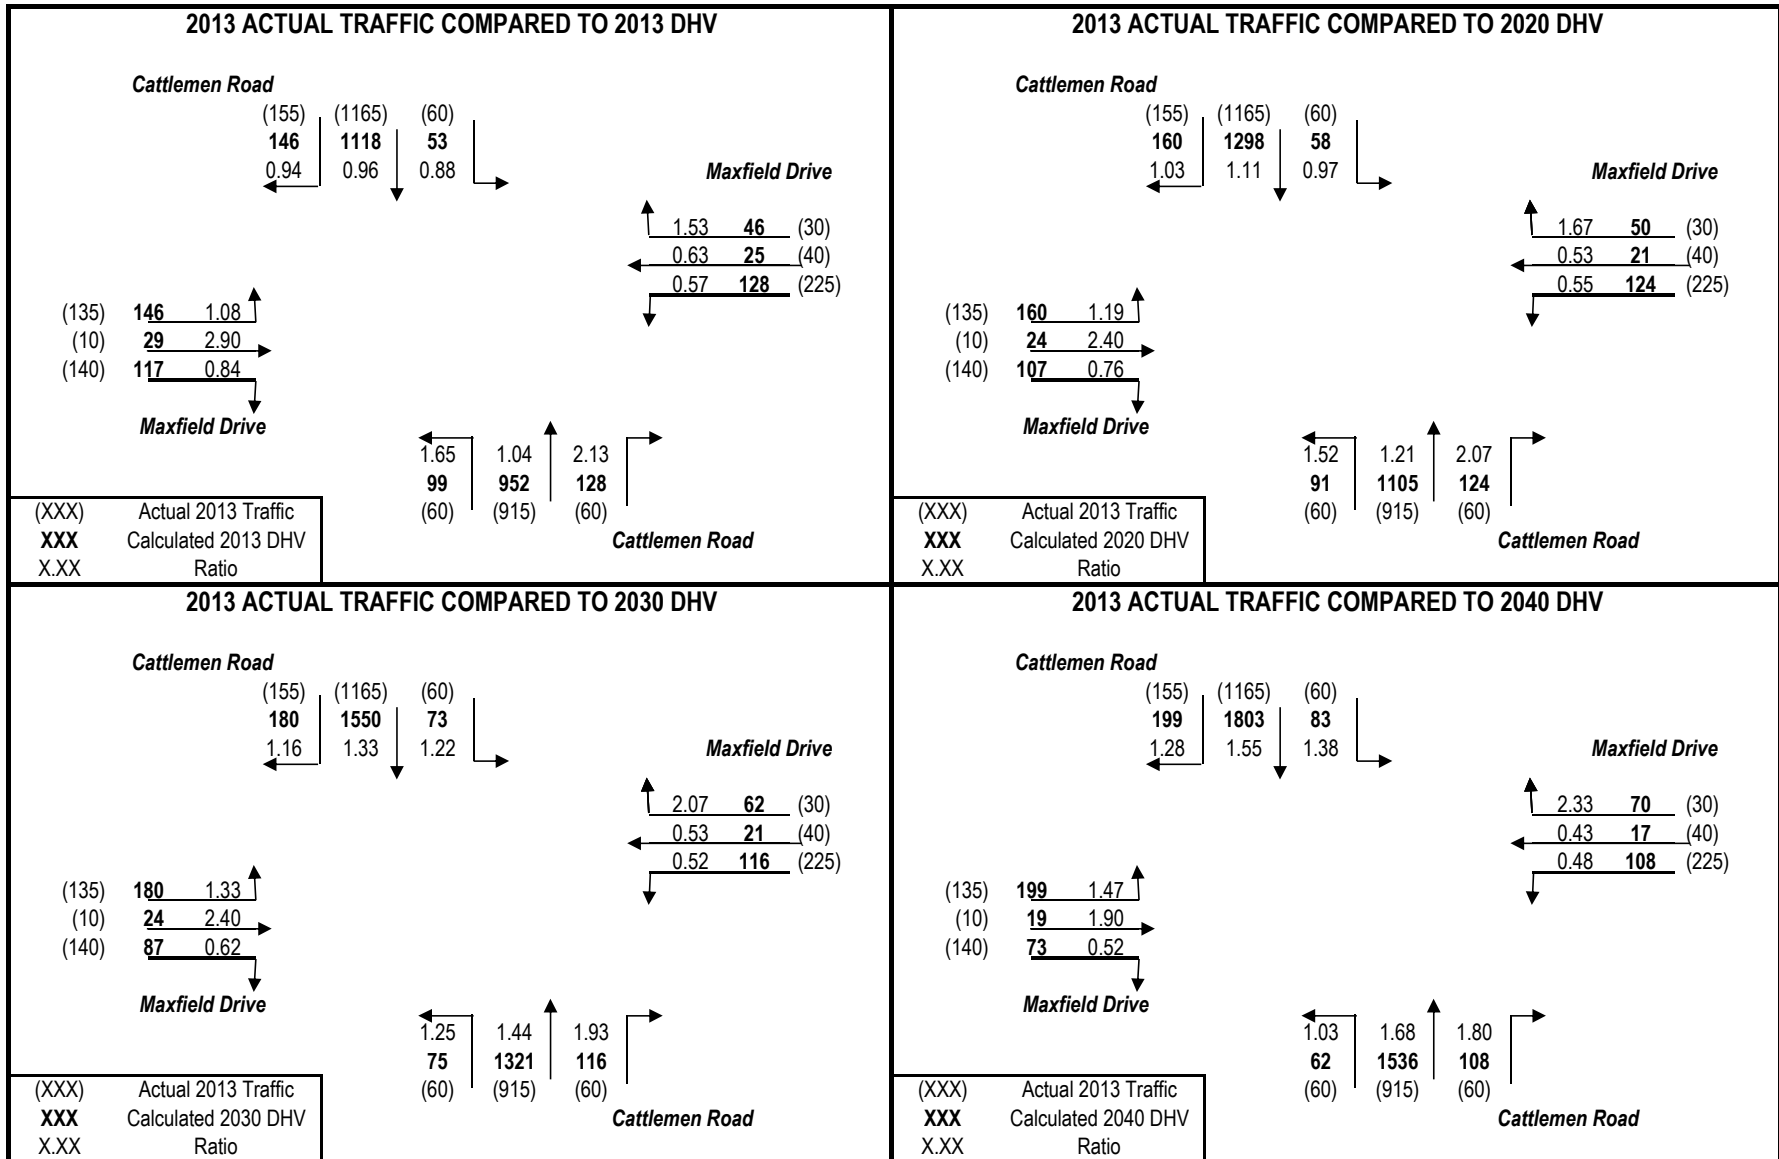 2013 ACTUAL TRAFFIC COMPARED TO 2013 DHV
Cattlemen Road
(155) (1165) (60)
146 1118 53
0.94 0.96 0.88
Maxfield Drive
1.53 46 (30)
0.63 25 (40)
0.57 128 (225)
(135) 146 1.08
(10) 29 2.90
(140) 117 0.84
Maxfield Drive
1.65 1.04 2.13
99 952 128
(60) (915) (60)
Cattlemen Road
(XXX) Actual 2013 Traffic
XXX Calculated 2013 DHV
X.XX Ratio
2013 ACTUAL TRAFFIC COMPARED TO 2020 DHV
Cattlemen Road
(155) (1165) (60)
160 1298 58
1.03 1.11 0.97
Maxfield Drive
1.67 50 (30)
0.53 21 (40)
0.55 124 (225)
(135) 160 1.19
(10) 24 2.40
(140) 107 0.76
Maxfield Drive
1.52 1.21 2.07
91 1105 124
(60) (915) (60)
Cattlemen Road
(XXX) Actual 2013 Traffic
XXX Calculated 2020 DHV
X.XX Ratio
2013 ACTUAL TRAFFIC COMPARED TO 2030 DHV
Cattlemen Road
(155) (1165) (60)
180 1550 73
1.16 1.33 1.22
Maxfield Drive
2.07 62 (30)
0.53 21 (40)
0.52 116 (225)
(135) 180 1.33
(10) 24 2.40
(140) 87 0.62
Maxfield Drive
1.25 1.44 1.93
75 1321 116
(60) (915) (60)
Cattlemen Road
(XXX) Actual 2013 Traffic
XXX Calculated 2030 DHV
X.XX Ratio
2013 ACTUAL TRAFFIC COMPARED TO 2040 DHV
Cattlemen Road
(155) (1165) (60)
199 1803 83
1.28 1.55 1.38
Maxfield Drive
2.33 70 (30)
0.43 17 (40)
0.48 108 (225)
(135) 199 1.47
(10) 19 1.90
(140) 73 0.52
Maxfield Drive
1.03 1.68 1.80
62 1536 108
(60) (915) (60)
Cattlemen Road
(XXX) Actual 2013 Traffic
XXX Calculated 2040 DHV
X.XX Ratio